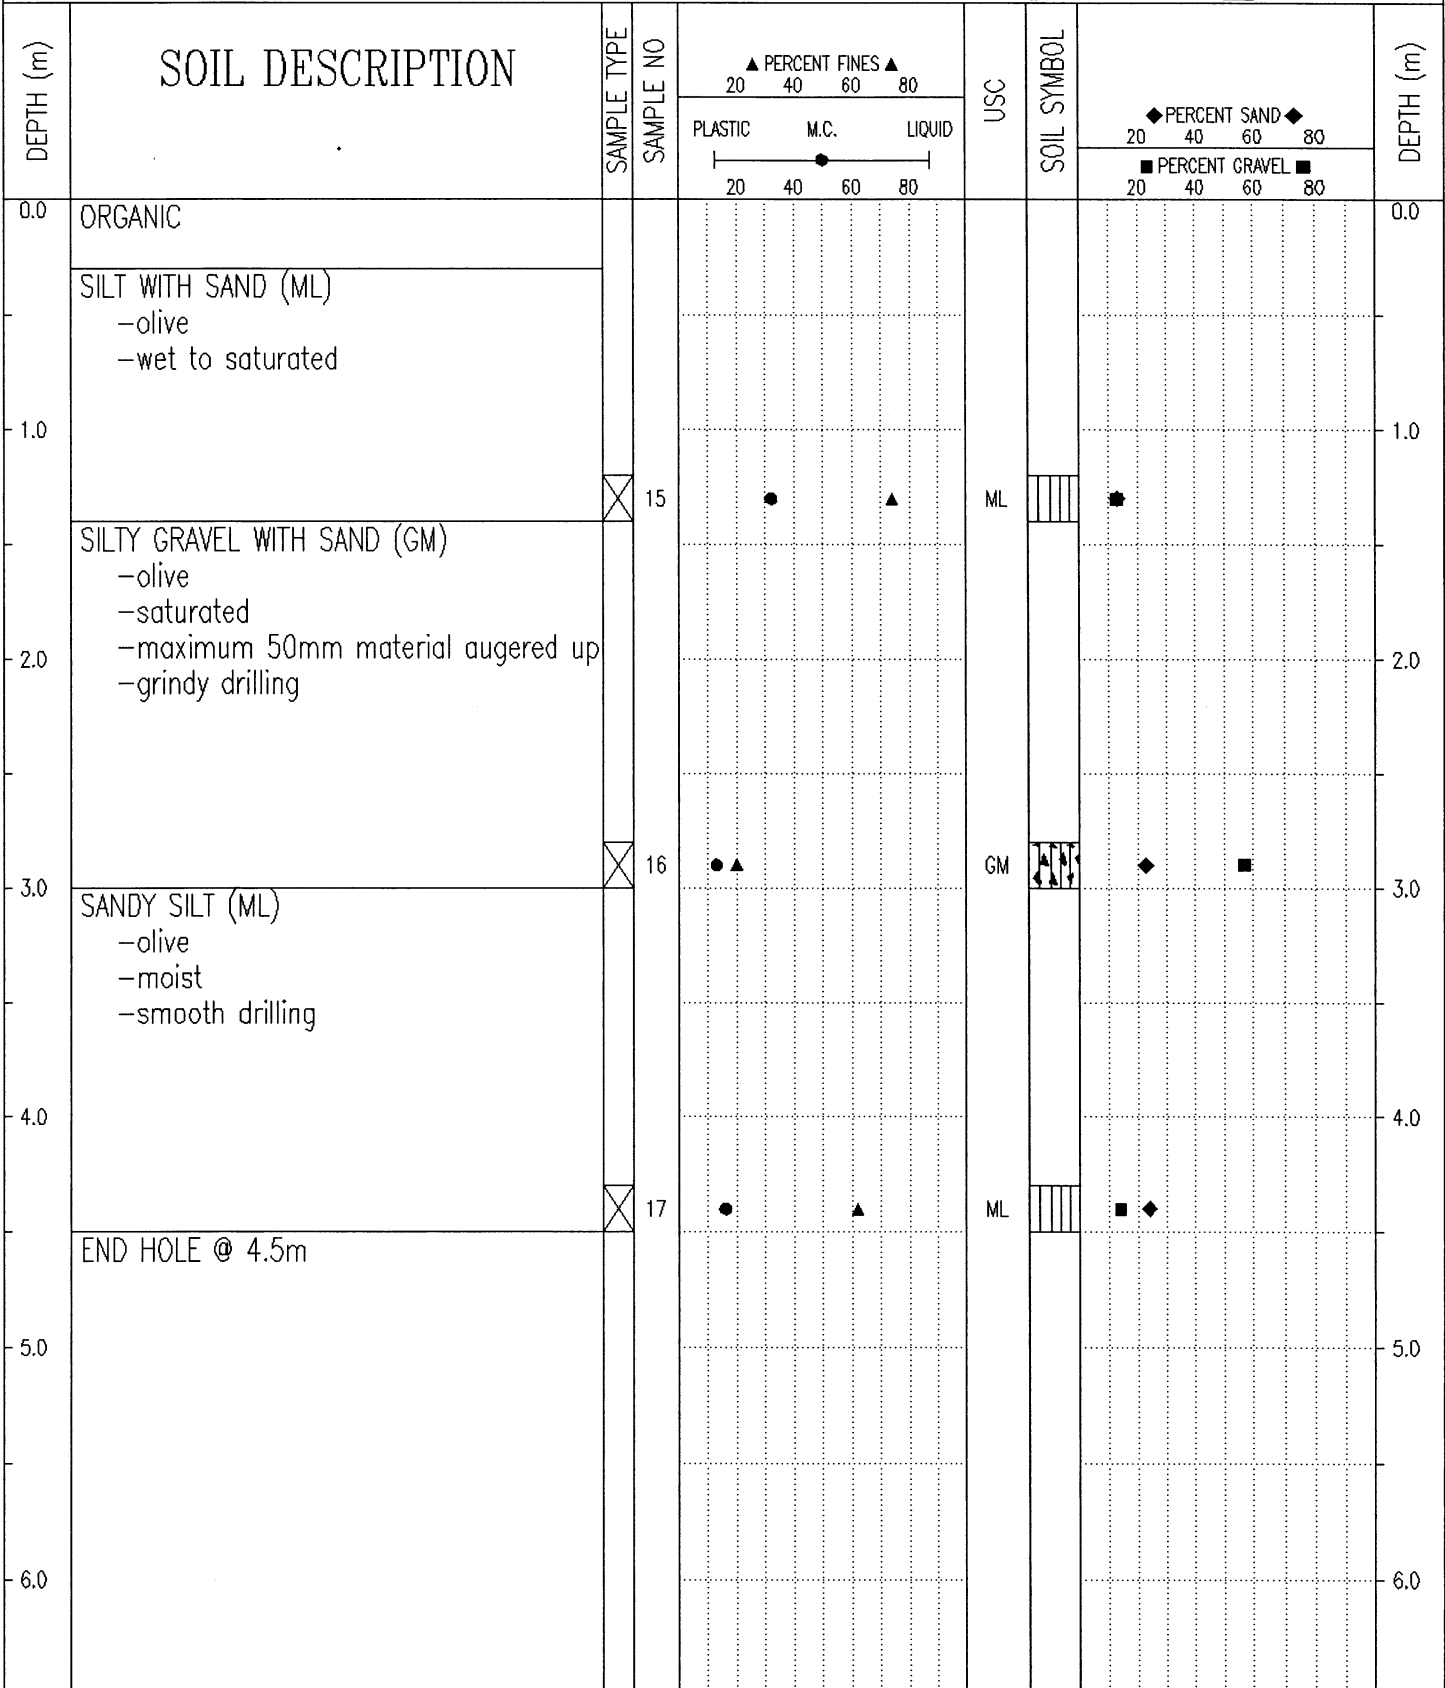 DEPTH (m)
SOIL DESCRIPTION
SAMPLE TYPE
SAMPLE NO
▲ PERCENT FINES ▲
20 40 60 80
PLASTIC M.C. LIQUID
20 40 60 80
USC
SOIL SYMBOL
◆ PERCENT SAND ◆
20 40 60 80
■ PERCENT GRAVEL ■
20 40 60 80
DEPTH (m)
0.0 ORGANIC 0.0
SILT WITH SAND (ML)
-olive
-wet to saturated
1.0 1.0
15 ML
SILTY GRAVEL WITH SAND (GM)
-olive
-saturated
-maximum 50mm material augered up
2.0 2.0
-grindy drilling
16 GM
3.0 3.0
SANDY SILT (ML)
-olive
-moist
-smooth drilling
4.0 4.0
17 ML
END HOLE @ 4.5m
5.0 5.0
6.0 6.0